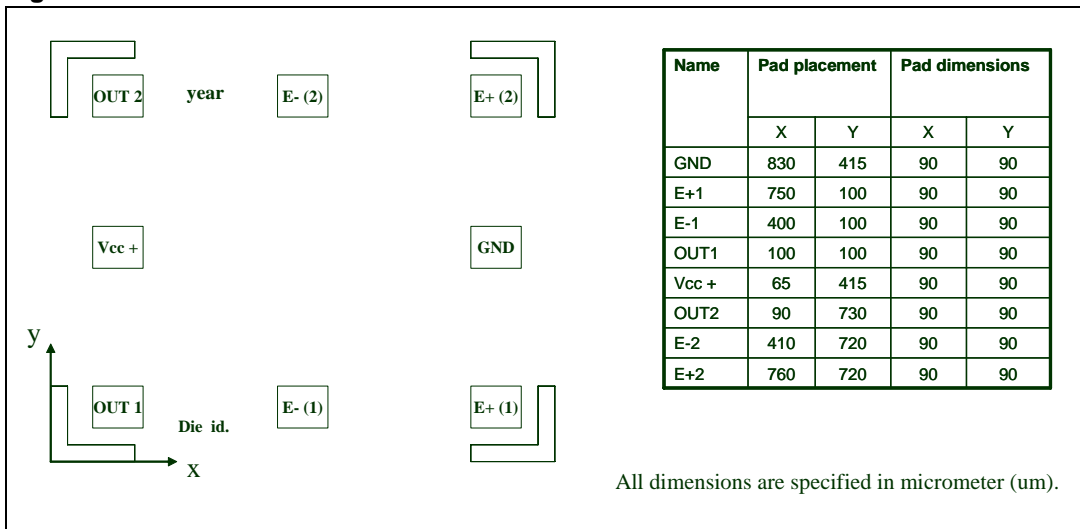 OUT 2 year E- (2) E+ (2)
Vcc + GND
y
OUT 1 E- (1) E+ (1)
Die id.
x
Name Pad placement Pad dimensions
X Y X Y
GND 830 415 90 90
E+1 750 100 90 90
E-1 400 100 90 90
OUT1 100 100 90 90
Vcc + 65 415 90 90
OUT2 90 730 90 90
E-2 410 720 90 90
E+2 760 720 90 90
All dimensions are specified in micrometer (um).